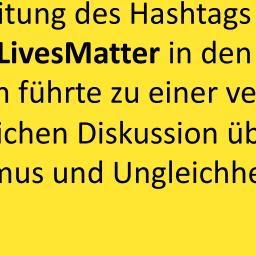 itung des Hashtags
LivesMatter in den
n führte zu einer ve
ichen Diskussion üb
mus und Ungleichhe